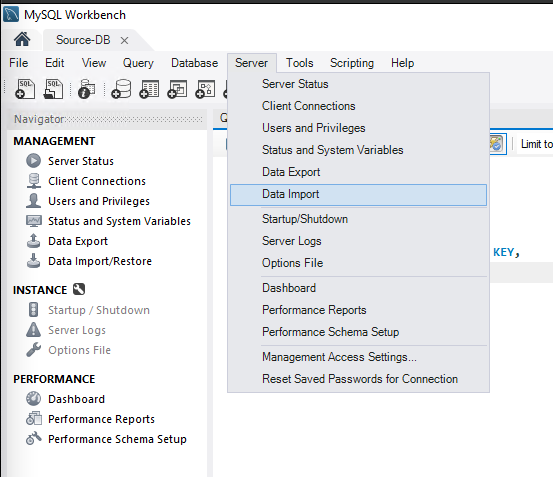 MySQL Workbench
Source-DB
File Edit View Query Database Server Tools Scripting Help
SQL SQL
Navigator
MANAGEMENT
Server Status
Client Connections
Users and Privileges
Status and System Variables
Data Export
Data Import/Restore
INSTANCE
Startup / Shutdown
Server Logs
Options File
PERFORMANCE
Dashboard
Performance Reports
Performance Schema Setup
Server Status
Client Connections
Users and Privileges
Status and System Variables
Data Export
Data Import
Startup/Shutdown
Server Logs
Options File
Dashboard
Performance Reports
Performance Schema Setup
Management Access Settings...
Reset Saved Passwords for Connection
Limit to
KEY,